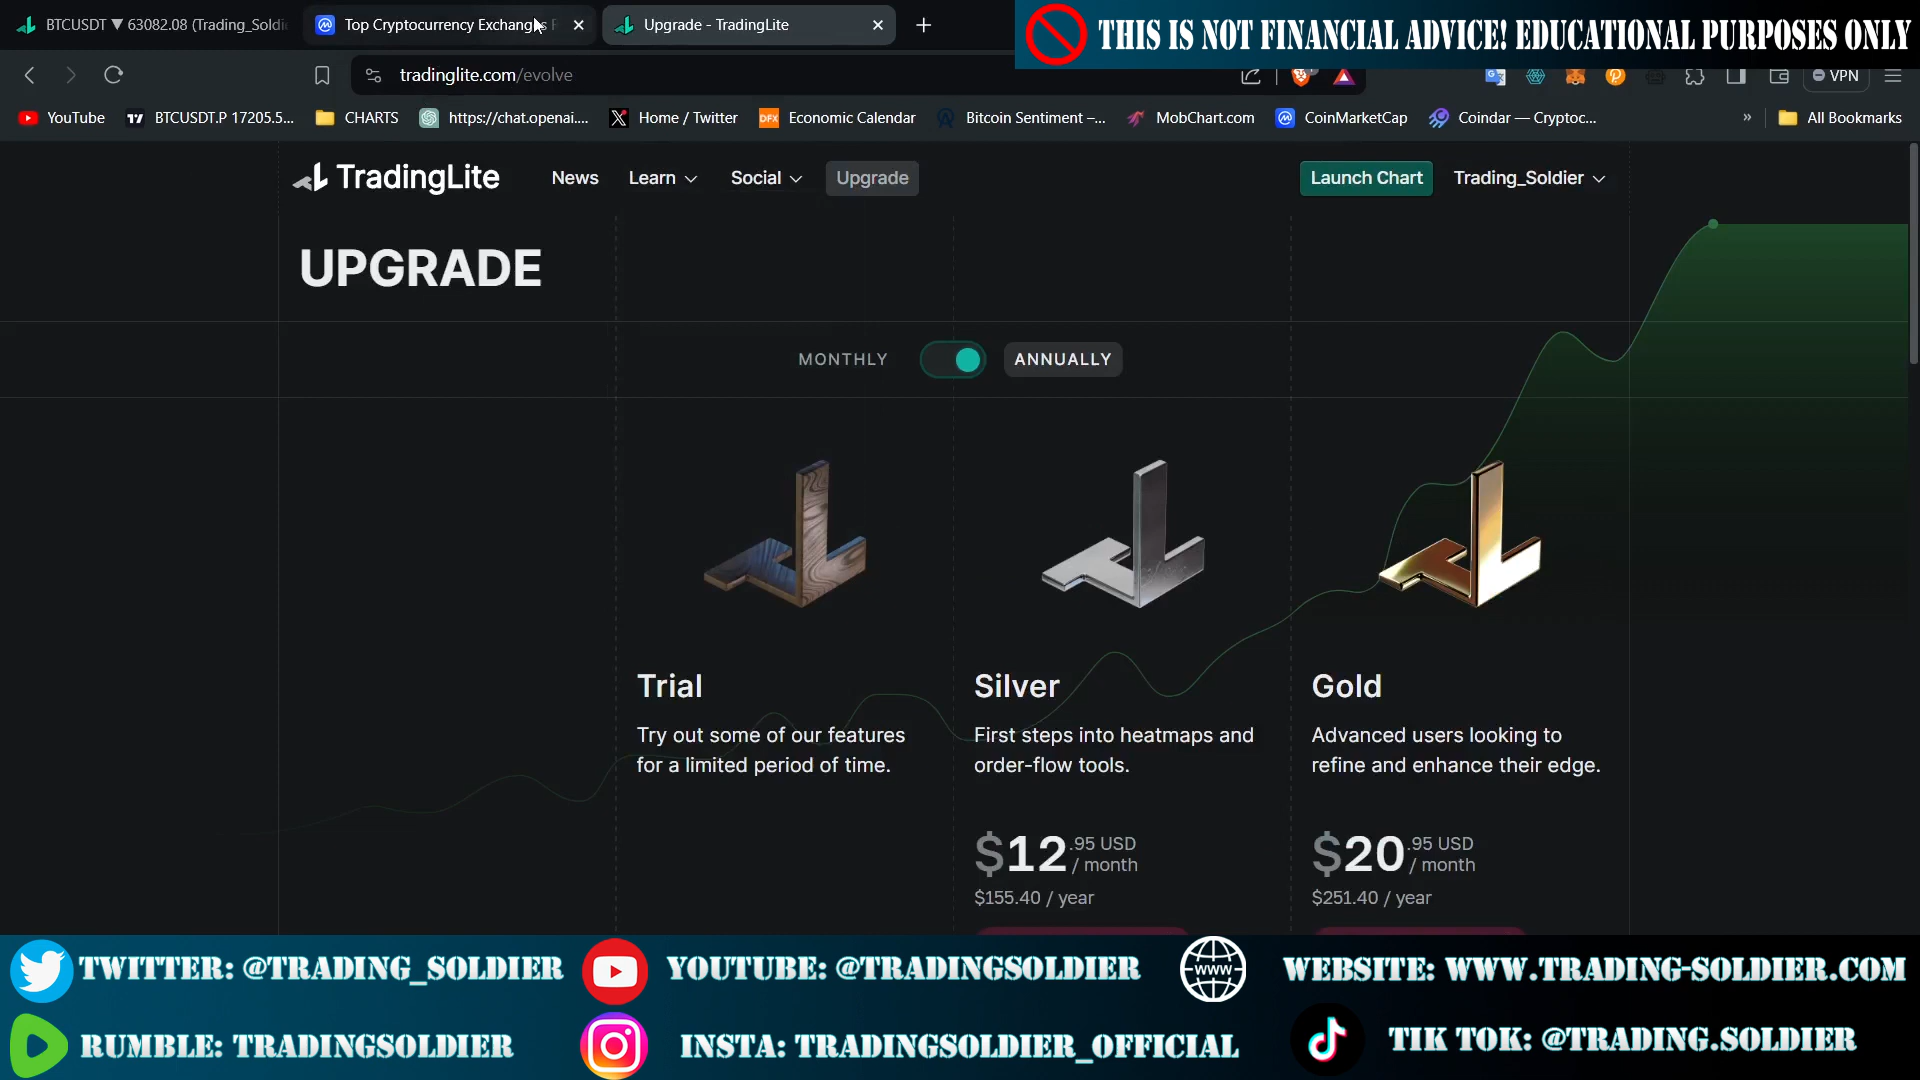 BTCUSDT ▼ 63082.08 (Trading_Soldi
Top Cryptocurrency Exchanges
Upgrade - TradingLite
THIS IS NOT FINANCIAL ADVICE! EDUCATIONAL PURPOSES ONLY
tradinglite.com/evolve
VPN
YouTube
BTCUSDT.P 17205.5...
CHARTS
https://chat.openai....
Home / Twitter
Economic Calendar
Bitcoin Sentiment –...
MobChart.com
CoinMarketCap
Coindar — Cryptoc...
»
All Bookmarks
TradingLite
News
Learn
Social
Upgrade
Launch Chart
Trading_Soldier
UPGRADE
MONTHLY
ANNUALLY
Trial
Try out some of our features
for a limited period of time.
Silver
First steps into heatmaps and
order-flow tools.
$12.95 USD
/ month
$155.40 / year
Gold
Advanced users looking to
refine and enhance their edge.
$20.95 USD
/ month
$251.40 / year
TWITTER: @TRADING_SOLDIER
YOUTUBE: @TRADINGSOLDIER
WWW
WEBSITE: WWW.TRADING-SOLDIER.COM
RUMBLE: TRADINGSOLDIER
INSTA: TRADINGSOLDIER_OFFICIAL
TIK TOK: @TRADING.SOLDIER